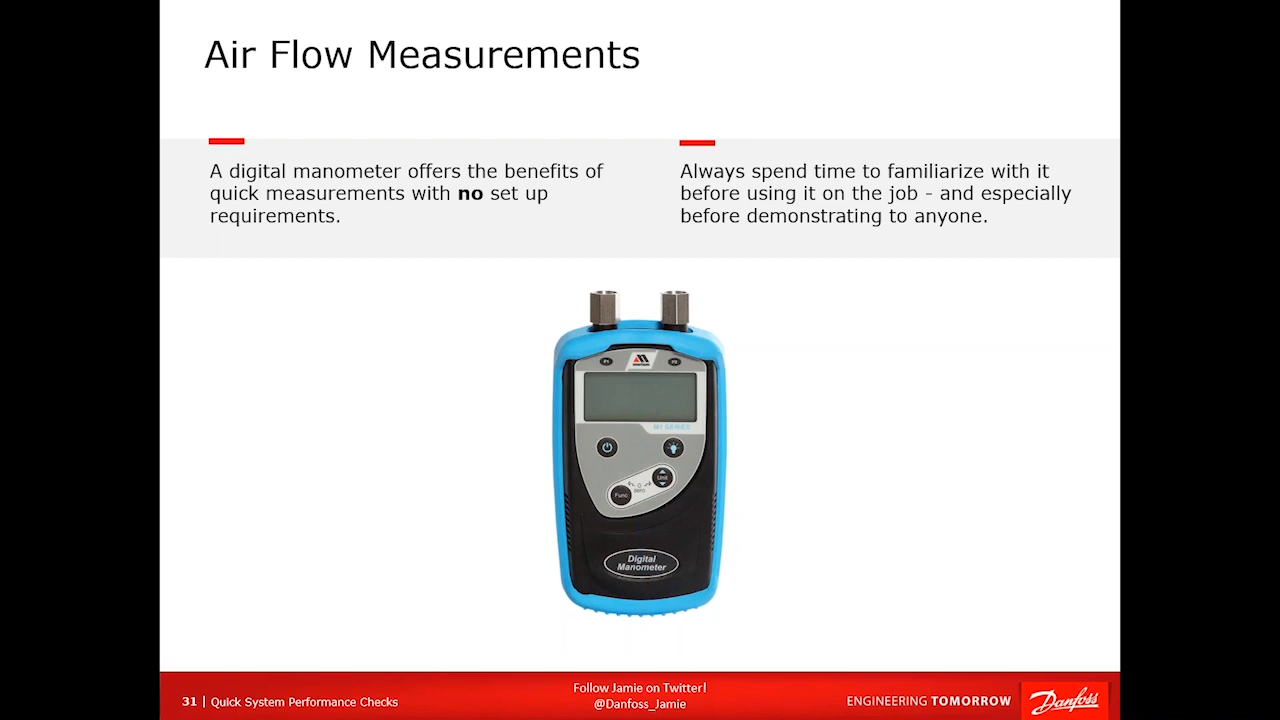 Air Flow Measurements
A digital manometer offers the benefits of
quick measurements with no set up
requirements.
Always spend time to familiarize with it
before using it on the job - and especially
before demonstrating to anyone.
M1 SERIES
Unit
0
zero
Func
Digital
Manometer
31 | Quick System Performance Checks
Follow Jamie on Twitter!
@Danfoss_Jamie
ENGINEERING TOMORROW
Danfoss